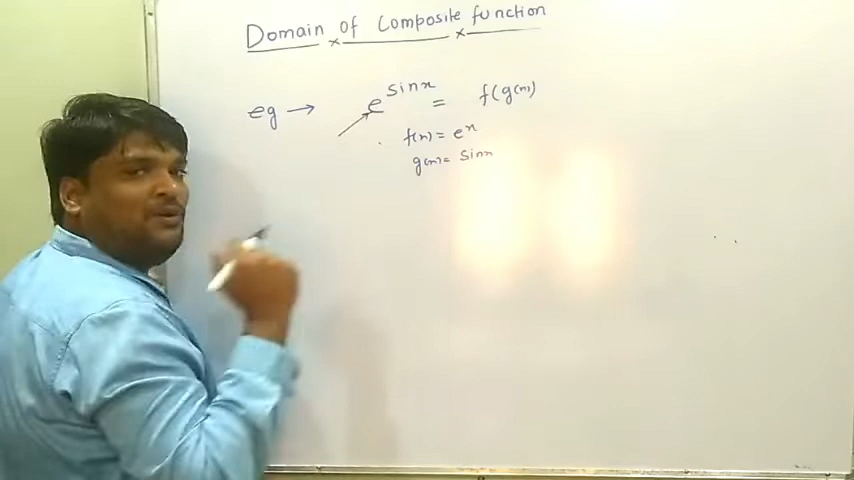 Domain of Composite function
eg → e^sinx = f(g(x))
f(x) = e^x
g(x) = sinx